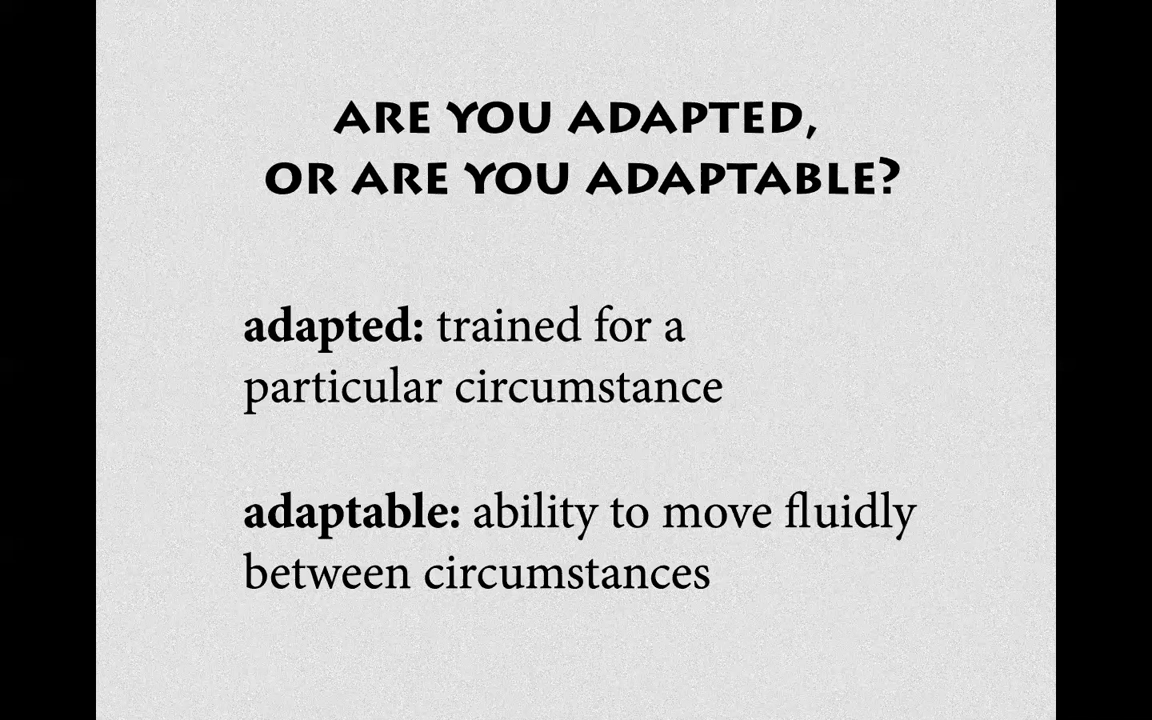 ARE YOU ADAPTED,
OR ARE YOU ADAPTABLE?
adapted: trained for a
particular circumstance
adaptable: ability to move fluidly
between circumstances